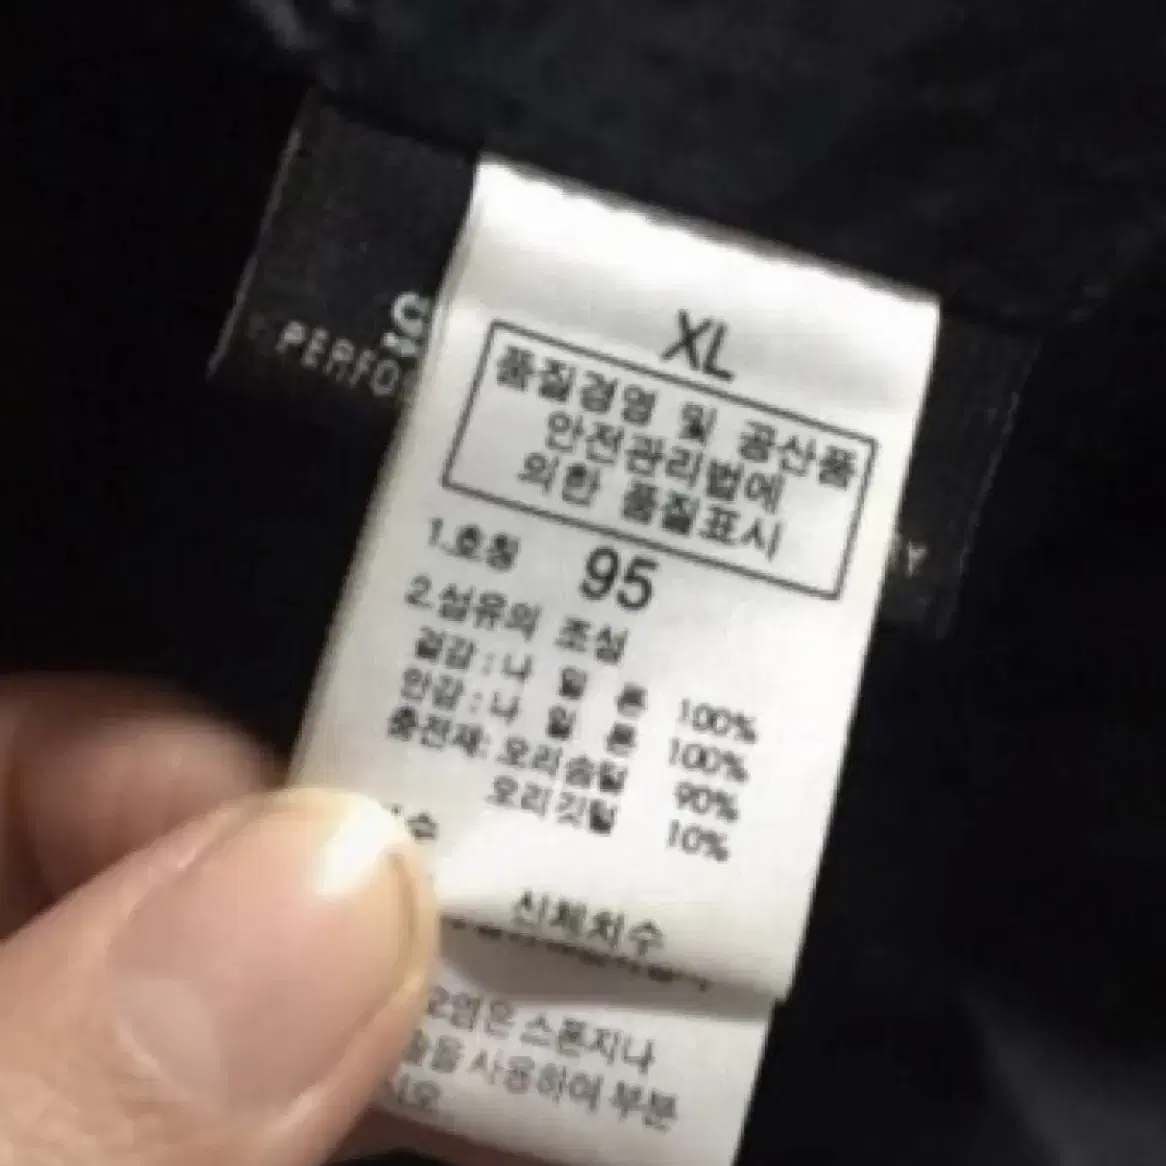 XL
품질경영 및 공산품
안전관리법에
의한 품질표시
1.호칭 95
2.섬유의 조성
겉감 : 나 일 론 100%
안감 : 나 일 론 100%
충전재: 오리솜털 90%
오리깃털 10%
신체치수
스폰지나
사용하여 부분